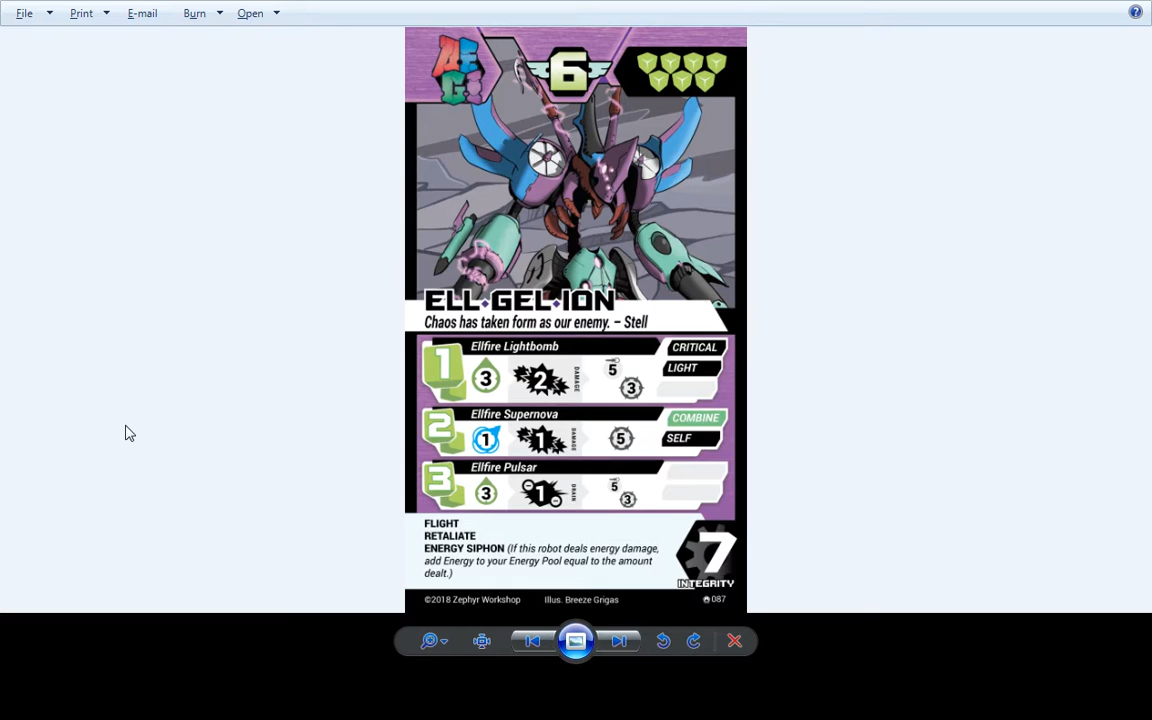 File Print E-mail Burn Open
AEGIS
6
ELL•GEL•ION
Chaos has taken form as our enemy. – Stell
1 Ellfire Lightbomb CRITICAL
3 2 DAMAGE 5 3 LIGHT
2 Ellfire Supernova COMBINE
1 1 DAMAGE 5 SELF
3 Ellfire Pulsar
3 1 DRAIN 5 3
FLIGHT
RETALIATE
ENERGY SIPHON (If this robot deals energy damage,
add Energy to your Energy Pool equal to the amount
dealt.)
7
INTEGRITY
©2018 Zephyr Workshop Illus. Breeze Grigas 087